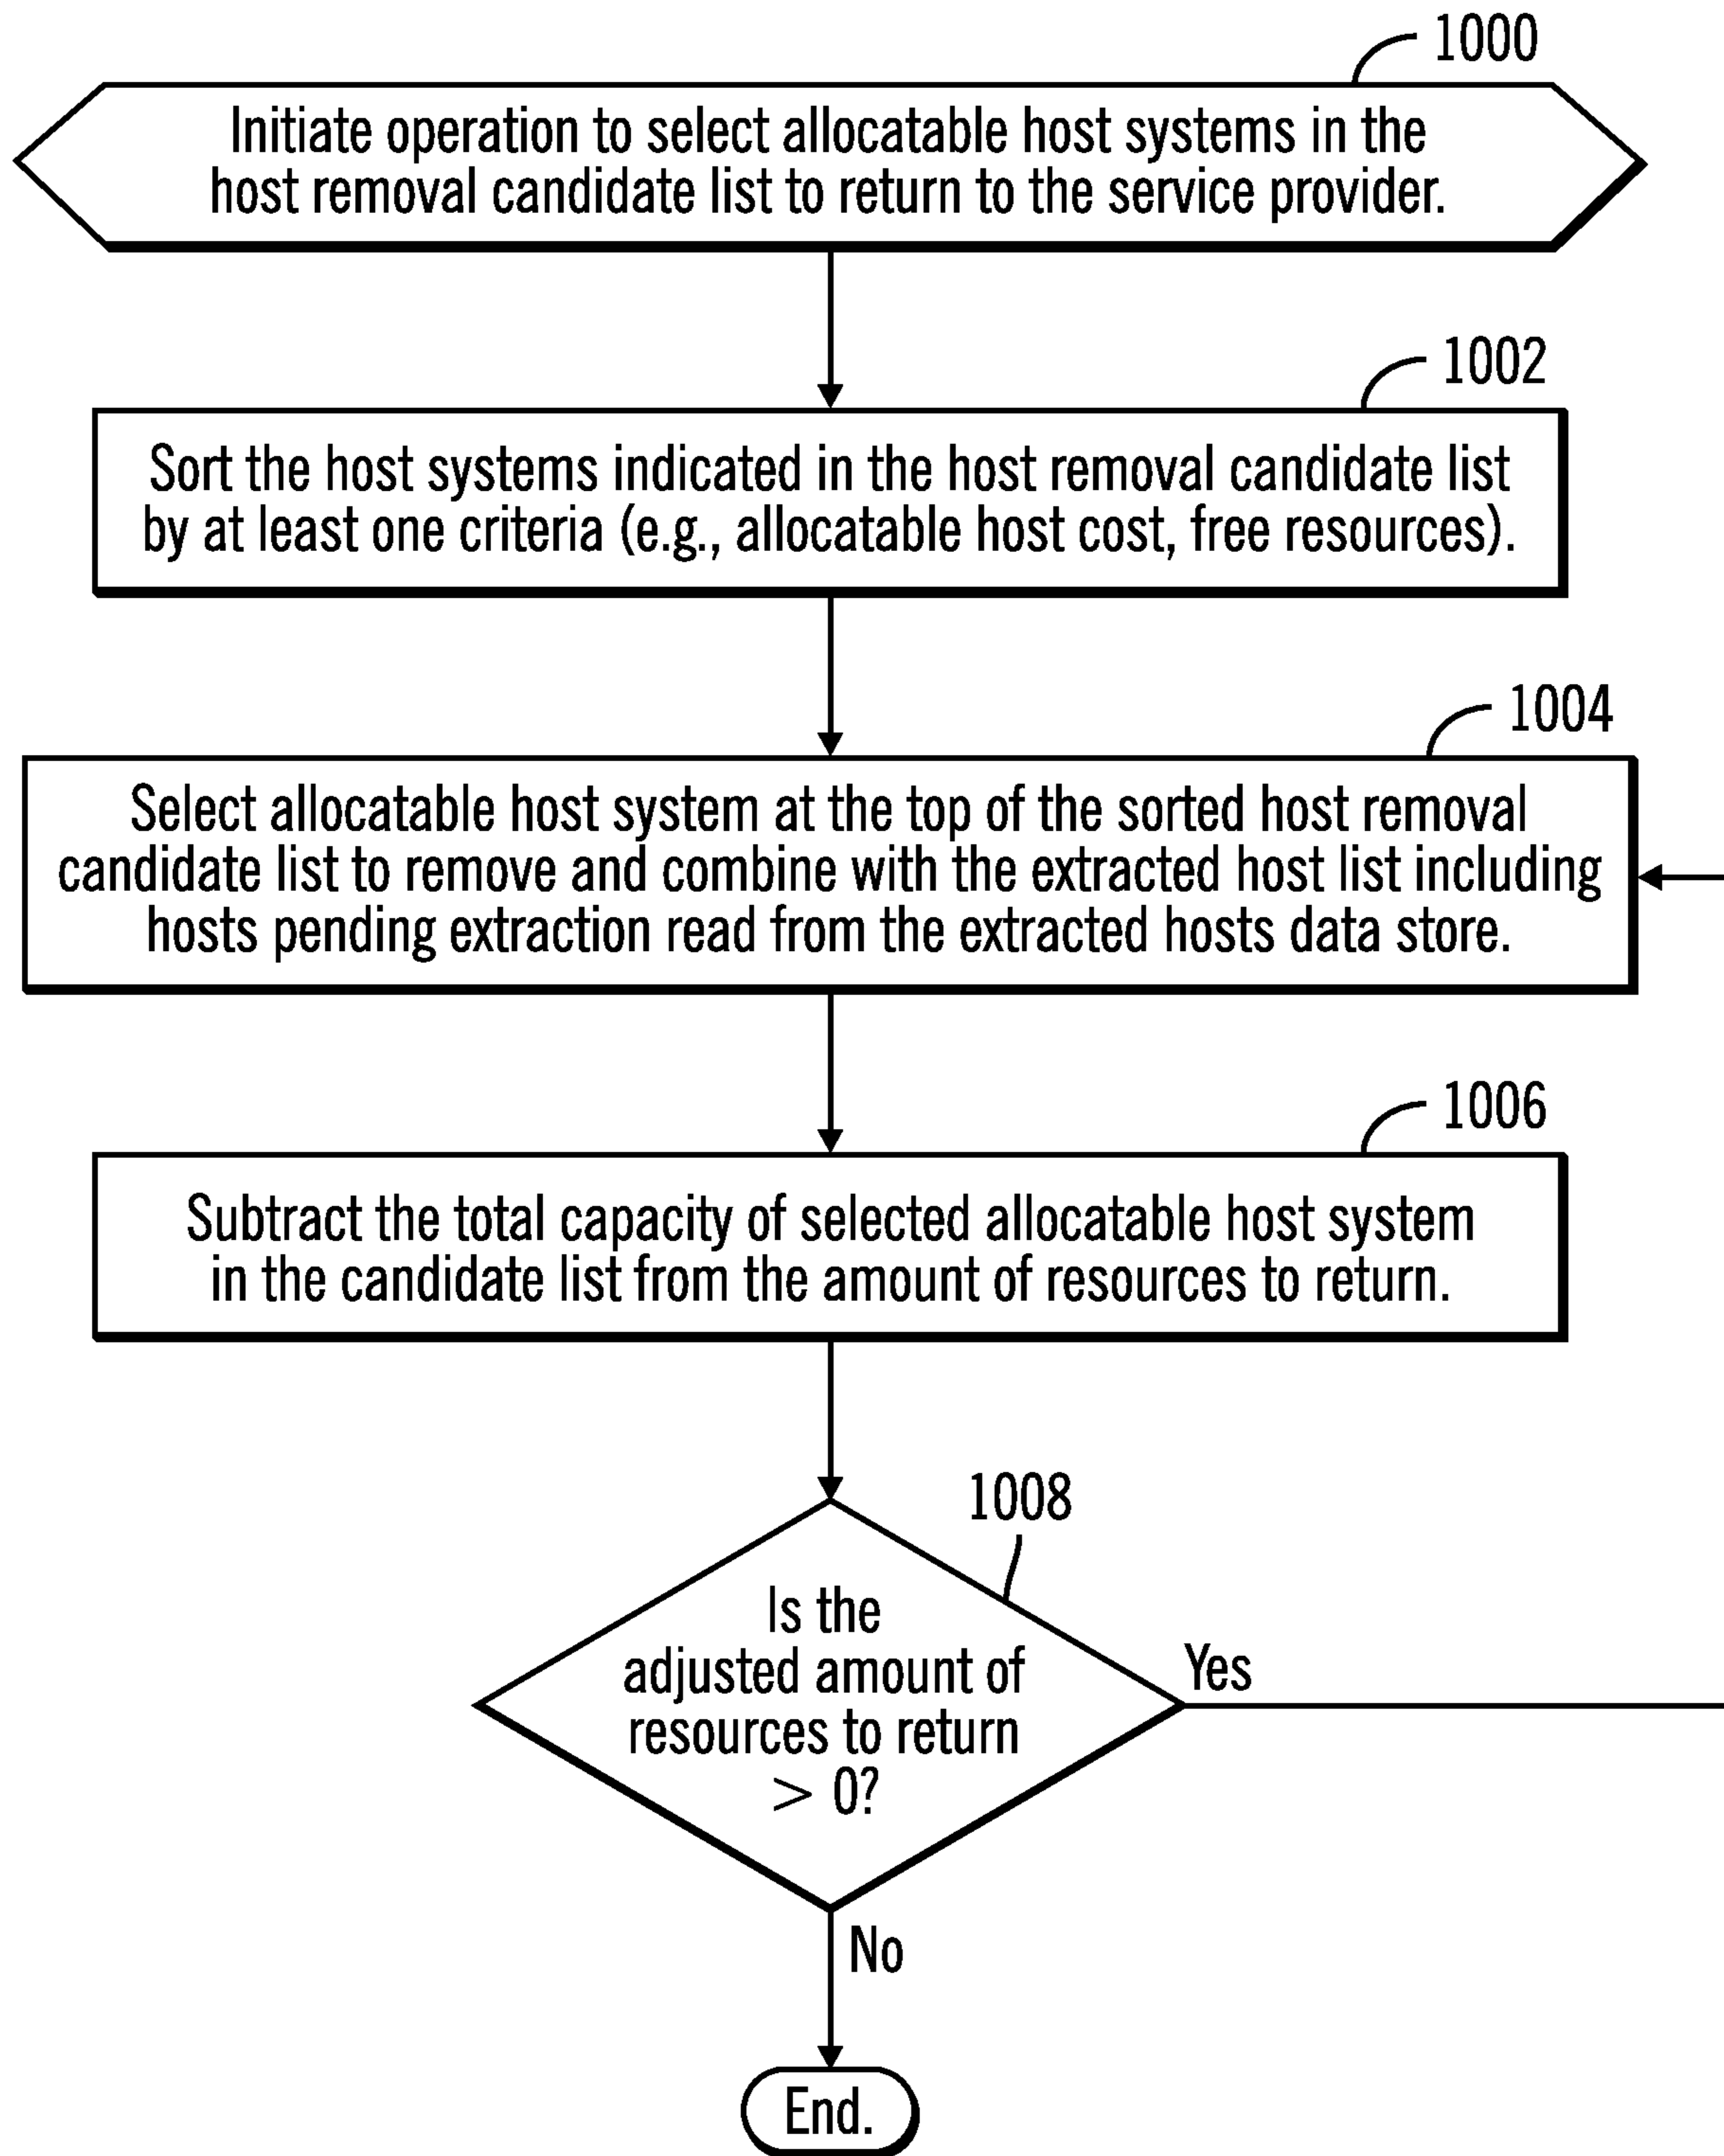 1000
Initiate operation to select allocatable host systems in the
host removal candidate list to return to the service provider.
1002
Sort the host systems indicated in the host removal candidate list
by at least one criteria (e.g., allocatable host cost, free resources).
1004
Select allocatable host system at the top of the sorted host removal
candidate list to remove and combine with the extracted host list including
hosts pending extraction read from the extracted hosts data store.
1006
Subtract the total capacity of selected allocatable host system
in the candidate list from the amount of resources to return.
1008
Is the
adjusted amount of
resources to return
> 0?
Yes
No
End.